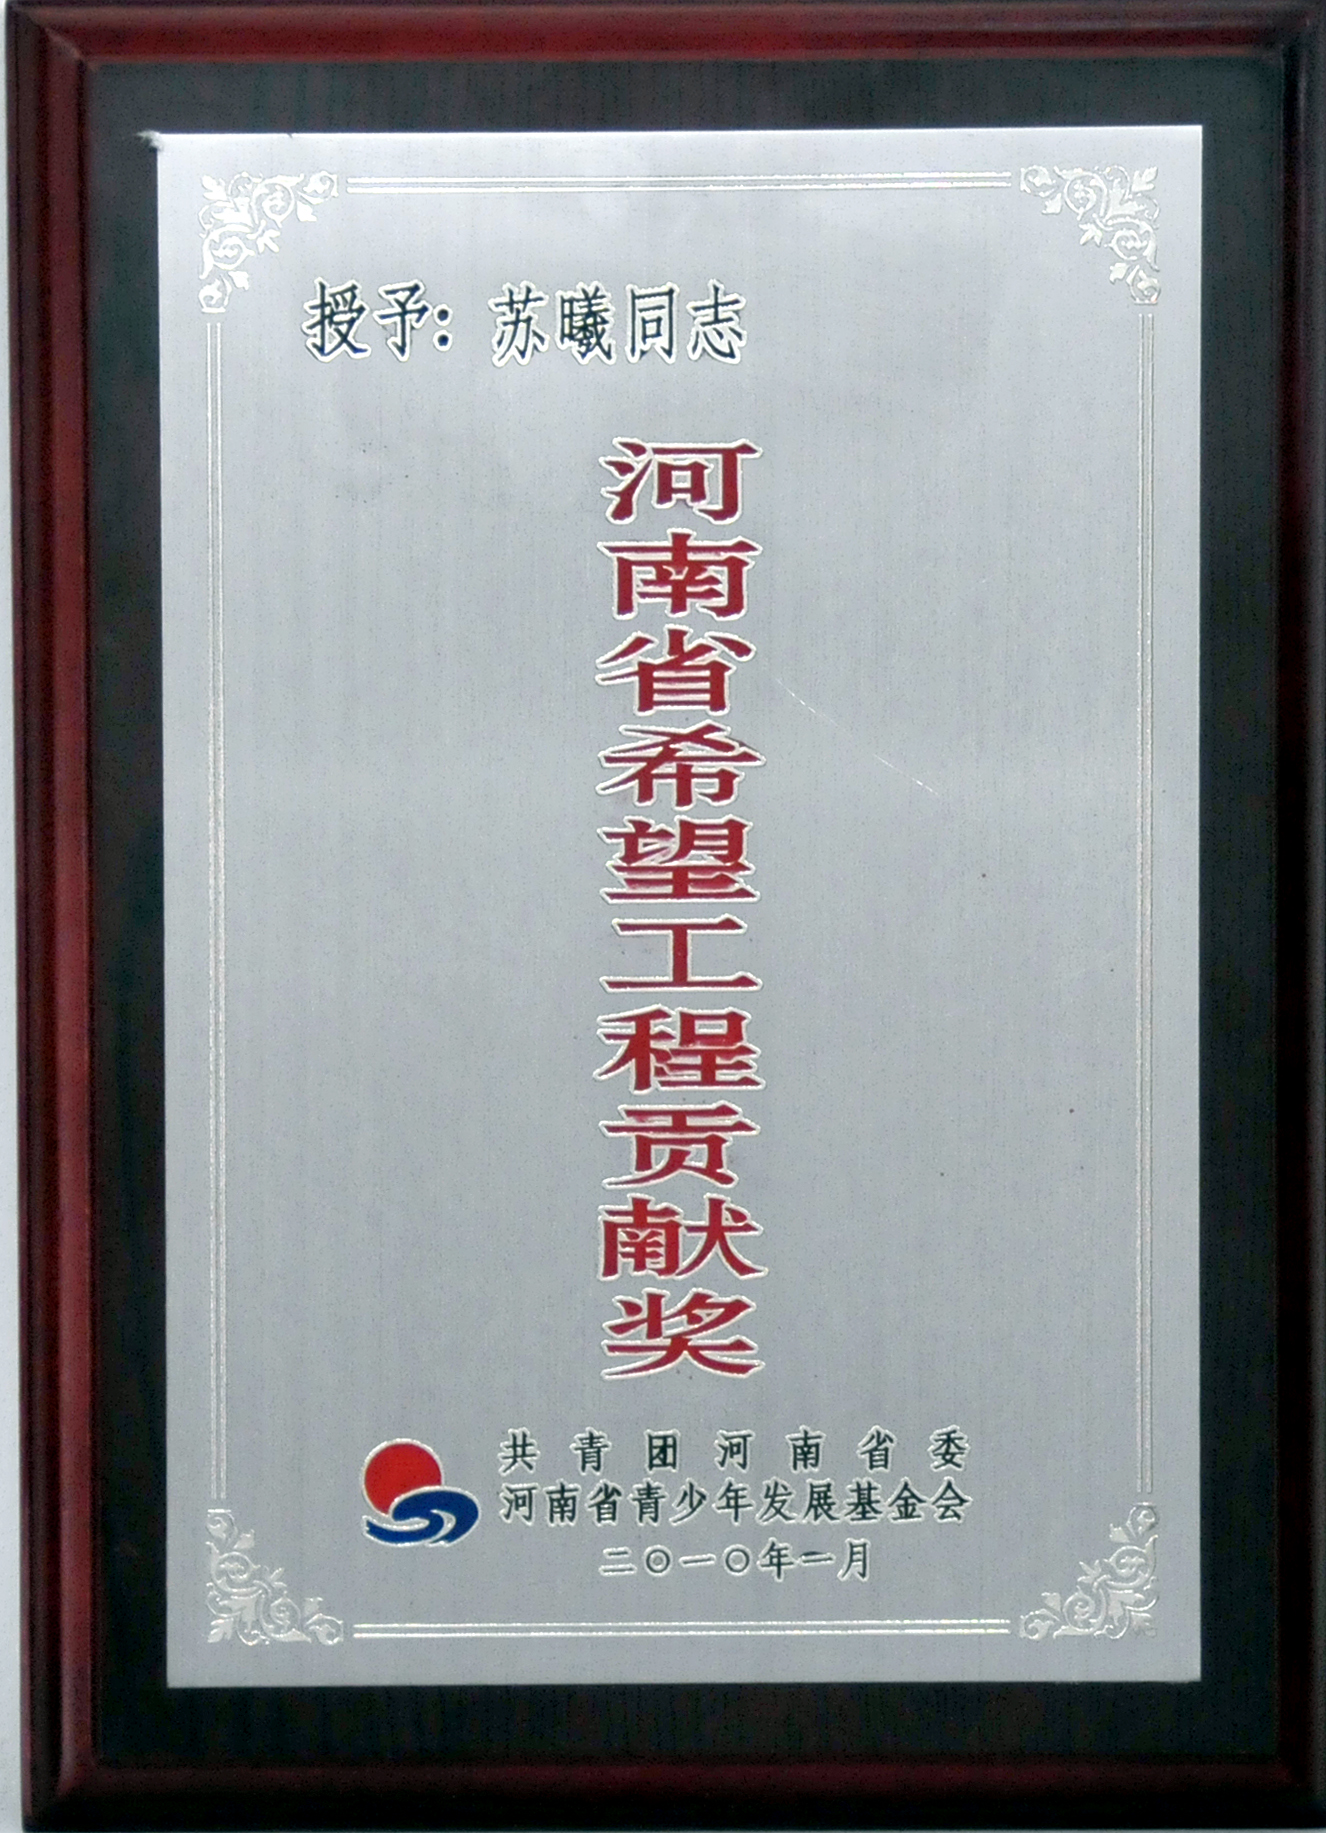 授予：苏曦同志
河南省希望工程贡献奖
共青团河南省委
河南省青少年发展基金会
二〇一〇年一月